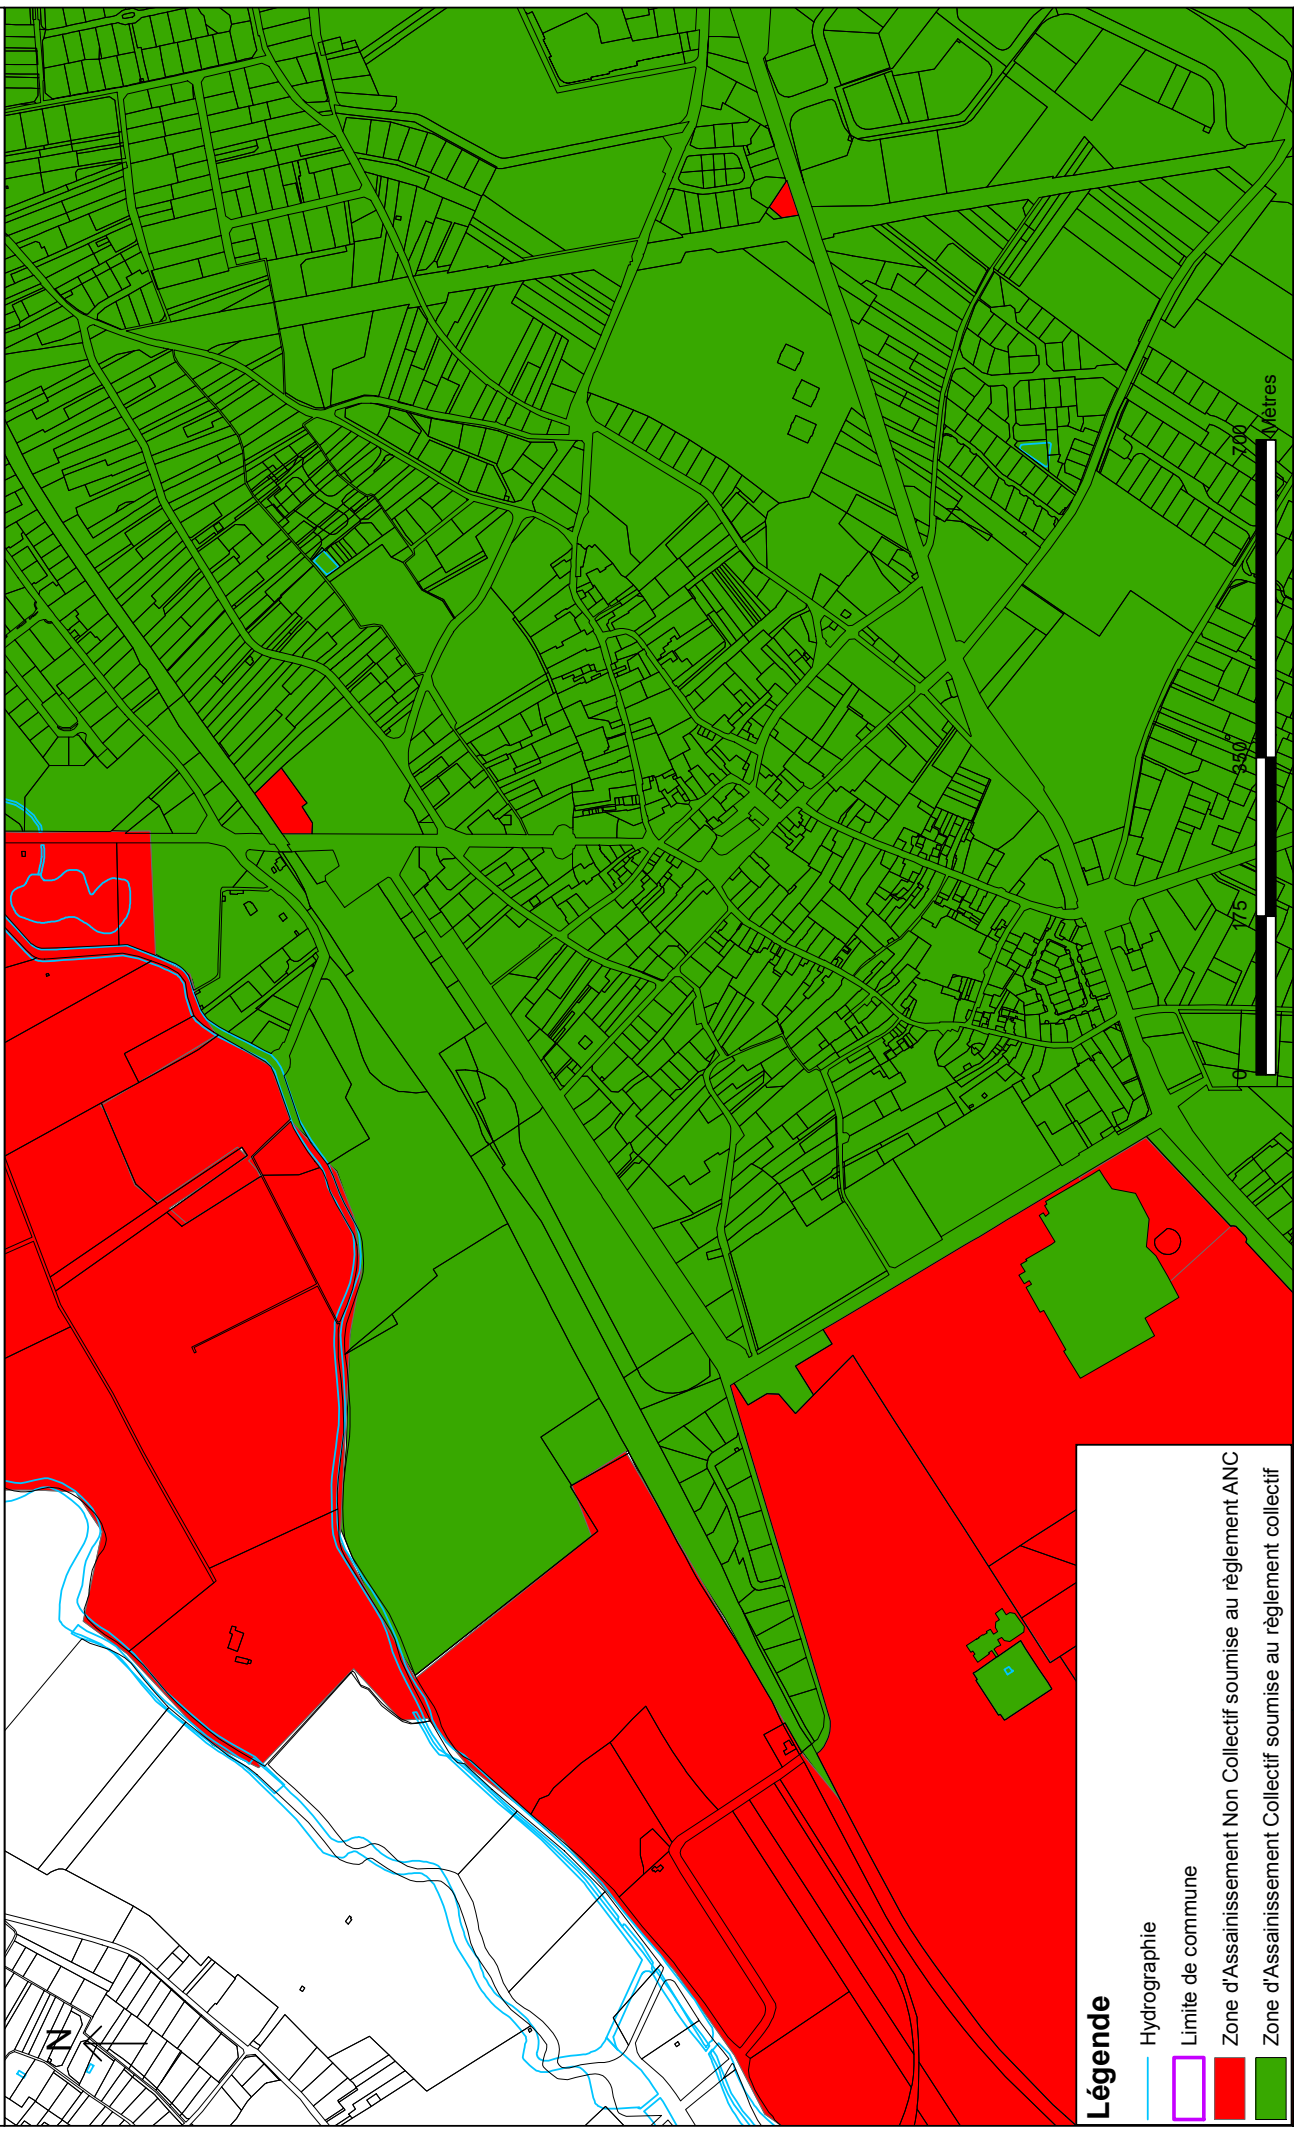 N
Légende
Hydrographie
Limite de commune
Zone d'Assainissement Non Collectif soumise au règlement ANC
Zone d'Assainissement Collectif soumise au règlement collectif
0 175 350 700
Mètres